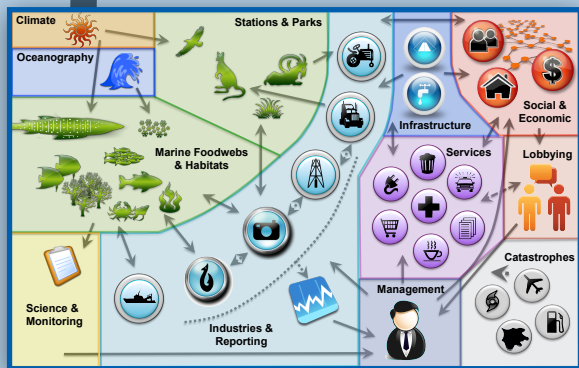 Climate
Stations & Parks
Oceanography
Social &
Economic
Infrastructure
Marine Foodwebs
& Habitats
Services
Lobbying
Catastrophes
Science &
Monitoring
Management
Industries &
Reporting
$